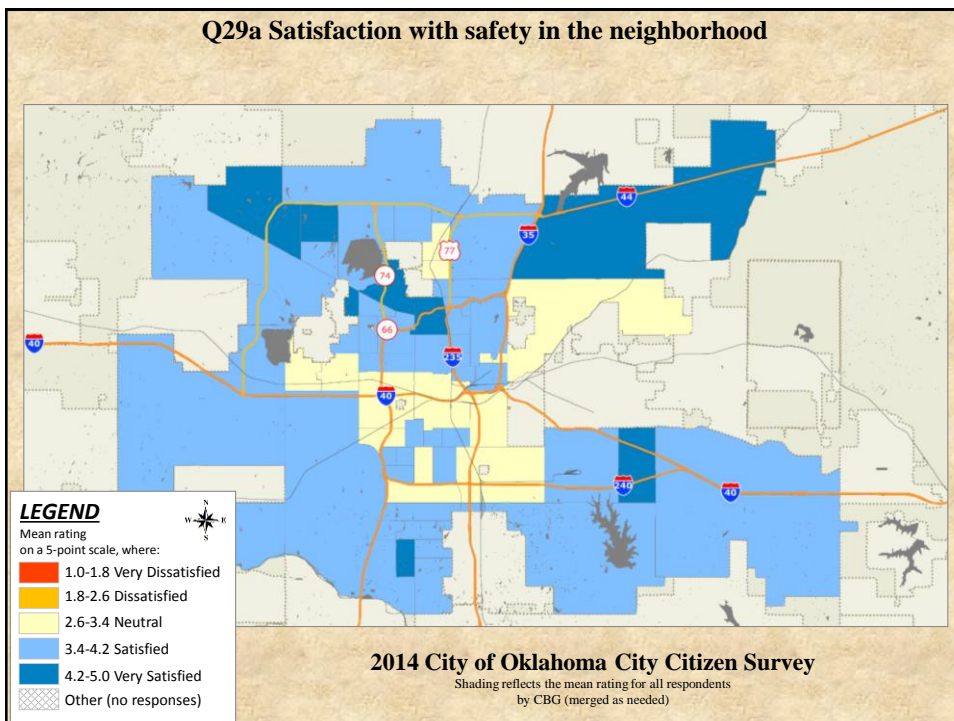 Q29a Satisfaction with safety in the neighborhood
44
35
77
74
66
40
235
40
240
40
LEGEND
N
W E
S
Mean rating
on a 5-point scale, where:
1.0-1.8 Very Dissatisfied
1.8-2.6 Dissatisfied
2.6-3.4 Neutral
3.4-4.2 Satisfied
4.2-5.0 Very Satisfied
Other (no responses)
2014 City of Oklahoma City Citizen Survey
Shading reflects the mean rating for all respondents
by CBG (merged as needed)